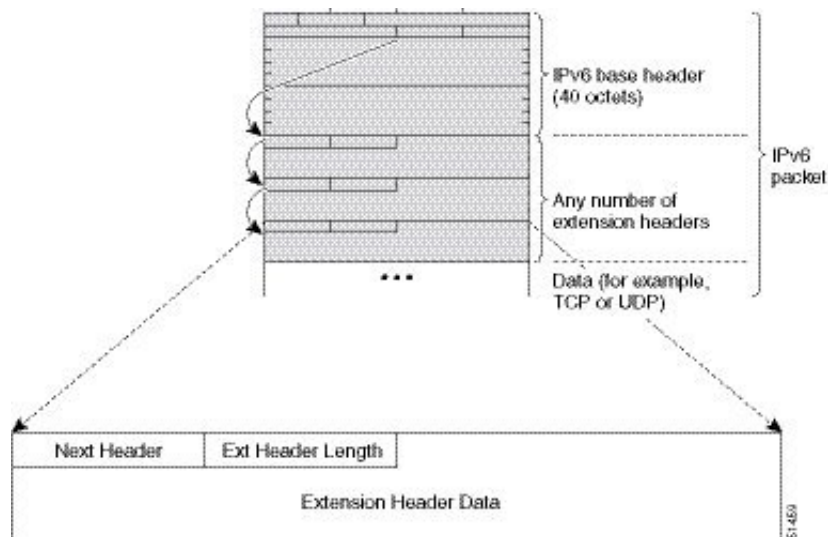 IPv6 base header
(40 octets)
IPv6
packet
Any number of
extension headers
Data (for example,
TCP or UDP)
Next Header
Ext Header Length
Extension Header Data
51459